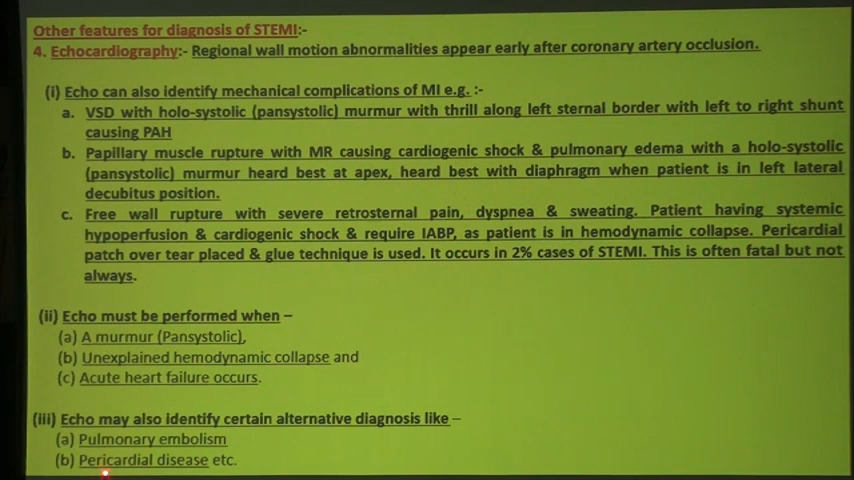 Other features for diagnosis of STEMI:-
4. Echocardiography:- Regional wall motion abnormalities appear early after coronary artery occlusion.
(i) Echo can also identify mechanical complications of MI e.g. :-
a. VSD with holo-systolic (pansystolic) murmur with thrill along left sternal border with left to right shunt
causing PAH
b. Papillary muscle rupture with MR causing cardiogenic shock & pulmonary edema with a holo-systolic
(pansystolic) murmur heard best at apex, heard best with diaphragm when patient is in left lateral
decubitus position.
c. Free wall rupture with severe retrosternal pain, dyspnea & sweating. Patient having systemic
hypoperfusion & cardiogenic shock & require IABP, as patient is in hemodynamic collapse. Pericardial
patch over tear placed & glue technique is used. It occurs in 2% cases of STEMI. This is often fatal but not
always.
(ii) Echo must be performed when –
(a) A murmur (Pansystolic),
(b) Unexplained hemodynamic collapse and
(c) Acute heart failure occurs.
(iii) Echo may also identify certain alternative diagnosis like –
(a) Pulmonary embolism
(b) Pericardial disease etc.